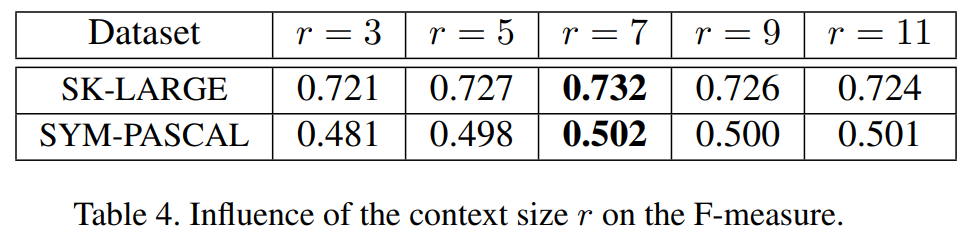 Dataset r = 3 r = 5 r = 7 r = 9 r = 11
SK-LARGE 0.721 0.727 0.732 0.726 0.724
SYM-PASCAL 0.481 0.498 0.502 0.500 0.501
Table 4. Influence of the context size r on the F-measure.